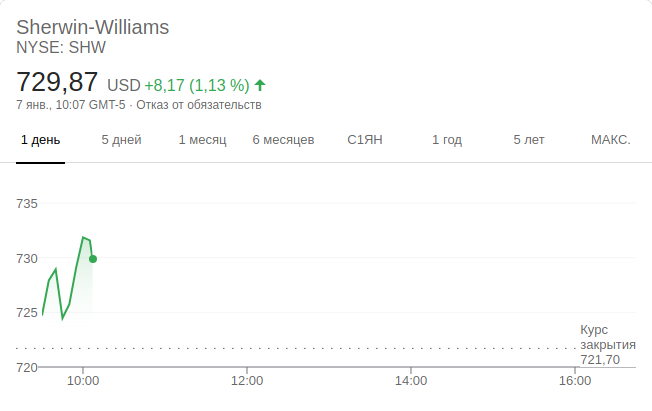 Sherwin-Williams
NYSE: SHW
729,87 USD +8,17 (1,13 %)
7 янв., 10:07 GMT-5 · Отказ от обязательств
1 день 5 дней 1 месяц 6 месяцев С1ЯН 1 год 5 лет МАКС.
735
730
725
Курс
закрытия
721,70
720
10:00 12:00 14:00 16:00